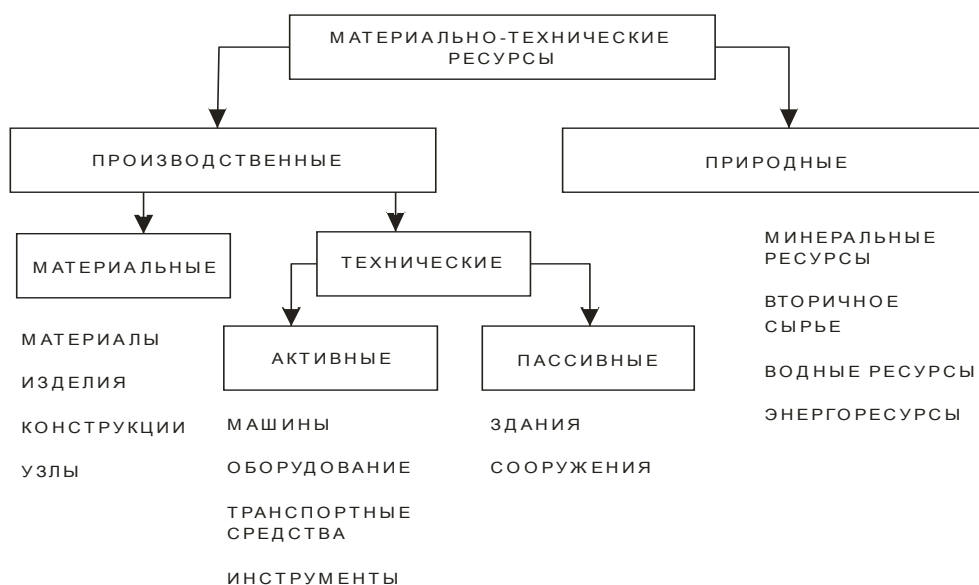 МАТЕРИАЛЬНО-ТЕХНИЧЕСКИЕ
РЕСУРСЫ
ПРОИЗВОДСТВЕННЫЕ
ПРИРОДНЫЕ
МАТЕРИАЛЬНЫЕ
ТЕХНИЧЕСКИЕ
МИНЕРАЛЬНЫЕ
РЕСУРСЫ
ВТОРИЧНОЕ
СЫРЬЕ
ВОДНЫЕ РЕСУРСЫ
ЭНЕРГОРЕСУРСЫ
МАТЕРИАЛЫ
ИЗДЕЛИЯ
КОНСТРУКЦИИ
УЗЛЫ
АКТИВНЫЕ
ПАССИВНЫЕ
МАШИНЫ
ОБОРУДОВАНИЕ
ТРАНСПОРТНЫЕ
СРЕДСТВА
ИНСТРУМЕНТЫ
ЗДАНИЯ
СООРУЖЕНИЯ